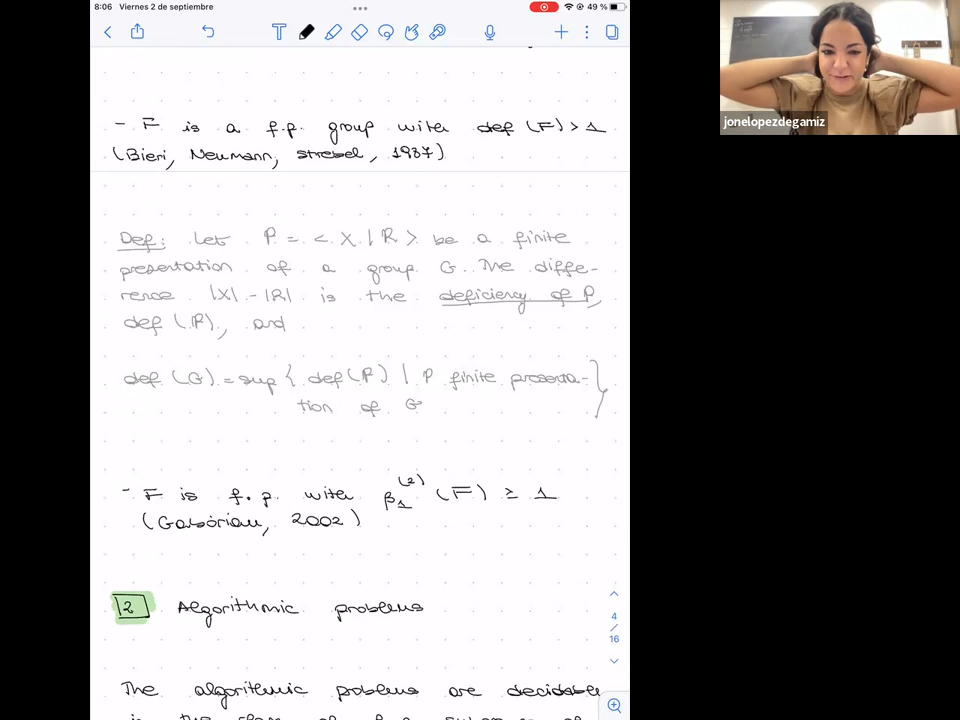 8:06 Viernes 2 de septiembre
49 %
T
- F is a f.p. group with def (F) > 1
(Bieri, Neumann, Strebel, 1937)
Def: Let P = < X | R > be a finite
presentation of a group G. The diffe-
rence |X| - |R| is the deficiency of P,
def (P), and
def (G) = sup { def (P) | P finite presenta-
tion of G }
- F is f.p. with β₁⁽²⁾ (F) ≥ 1
(Gaboriau, 2002)
2 Algorithmic problems
The algorithmic problems are decidable
4
/
16
jonelopezdegamiz